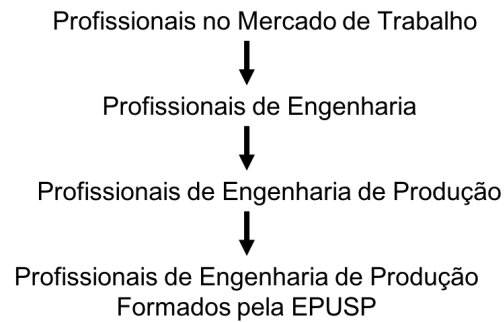 Profissionais no Mercado de Trabalho
Profissionais de Engenharia
Profissionais de Engenharia de Produção
Profissionais de Engenharia de Produção
Formados pela EPUSP